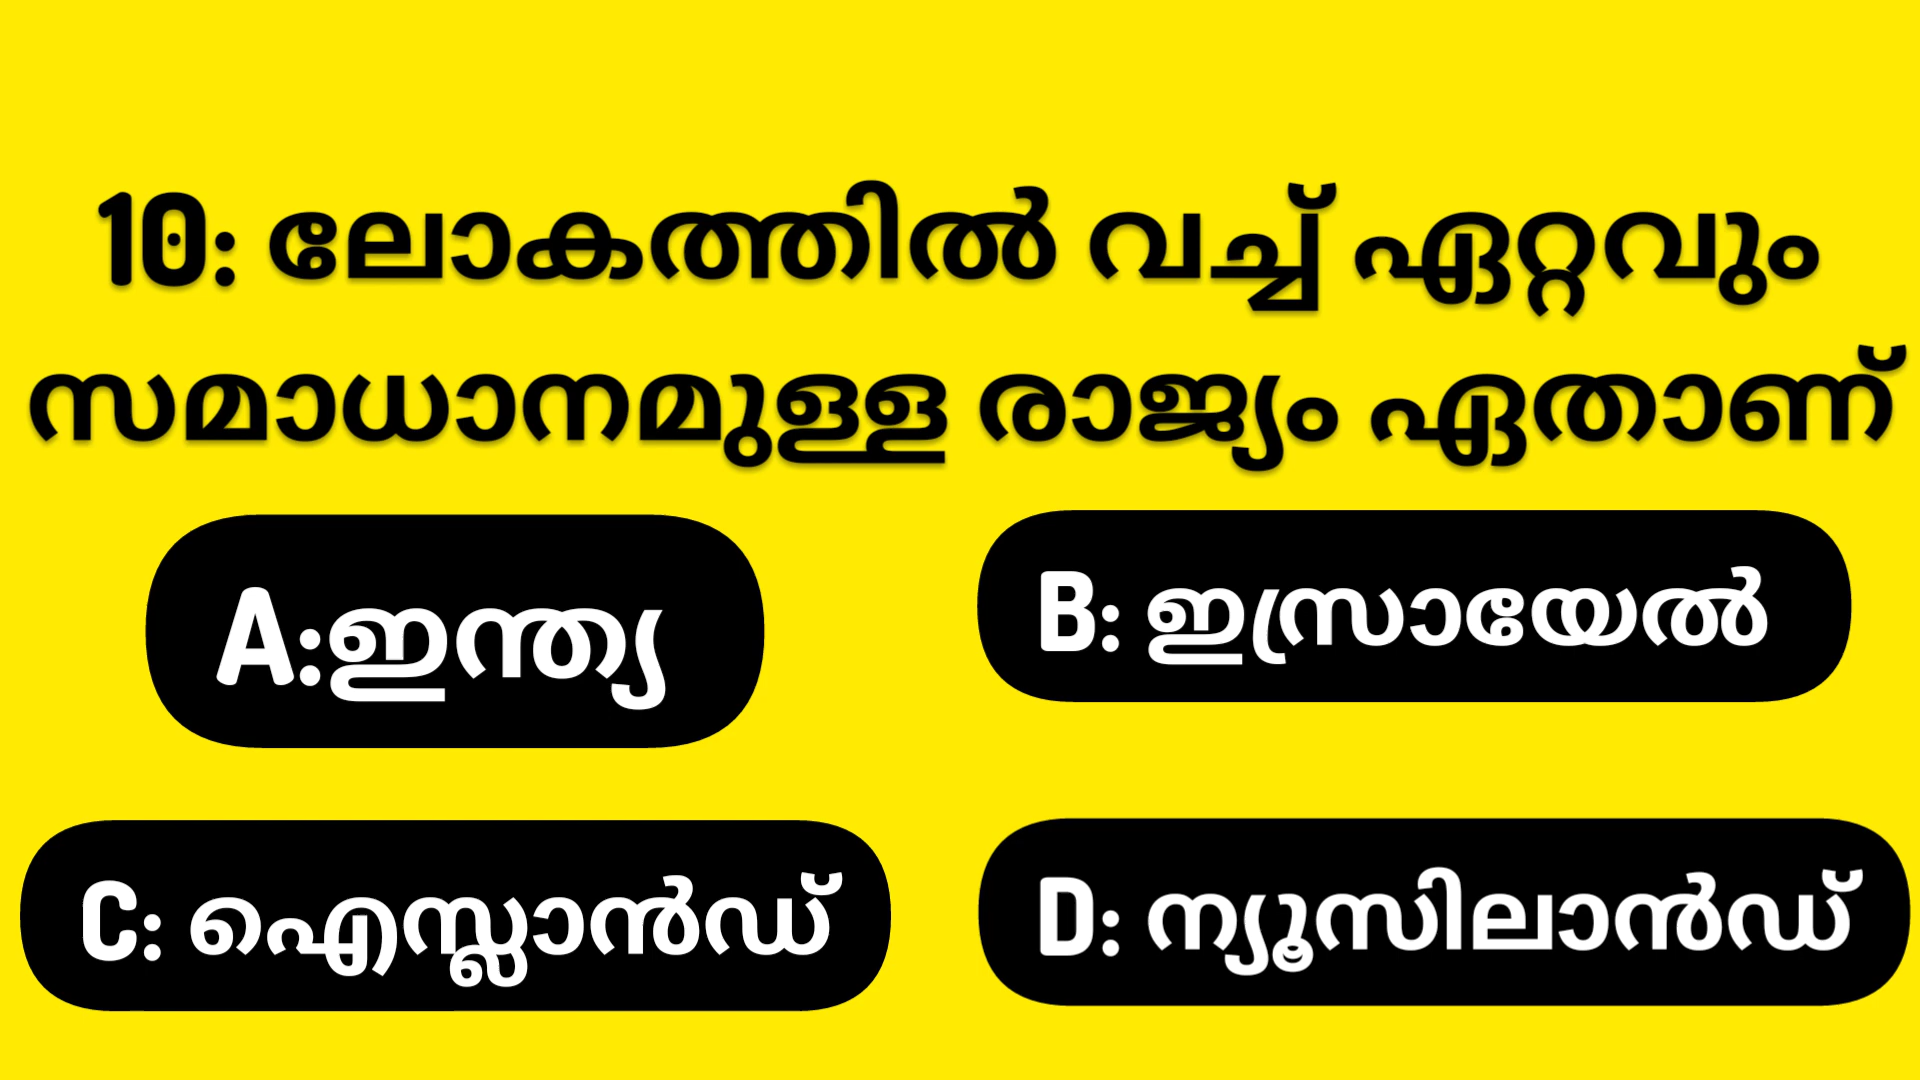 10: ലോകത്തിൽ വച്ച് ഏറ്റവും
സമാധാനമുള്ള രാജ്യം ഏതാണ്
A:ഇന്ത്യ
B: ഇസ്രായേൽ
C: ഐസ്ലാൻഡ്
D: ന്യൂസിലാൻഡ്